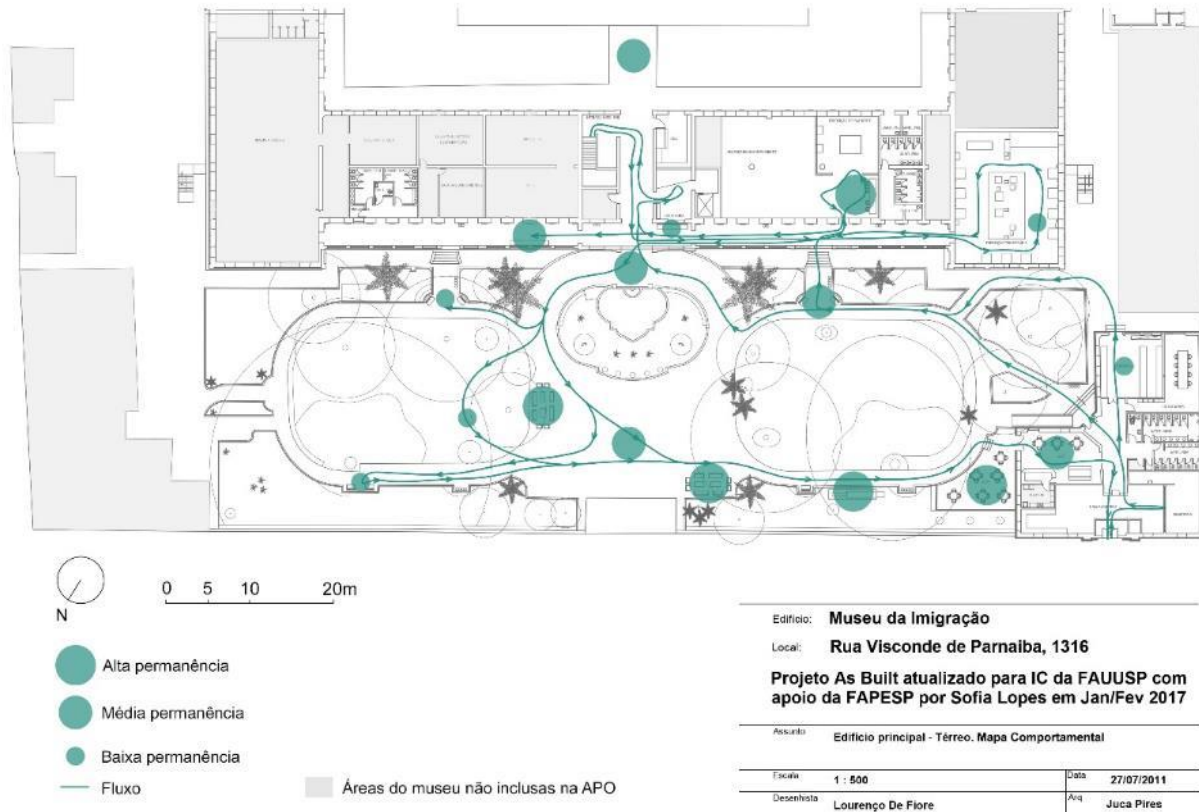 N
0 5 10 20m
Alta permanência
Média permanência
Baixa permanência
Fluxo
Áreas do museu não inclusas na APO
Edifício: Museu da Imigração
Local: Rua Visconde de Parnaiba, 1316
Projeto As Built atualizado para IC da FAUUSP com
apoio da FAPESP por Sofia Lopes em Jan/Fev 2017
Assunto Edifício principal - Térreo. Mapa Comportamental
Escala 1 : 500 Data 27/07/2011
Desenhista Lourenço De Fiore Arq Juca Pires